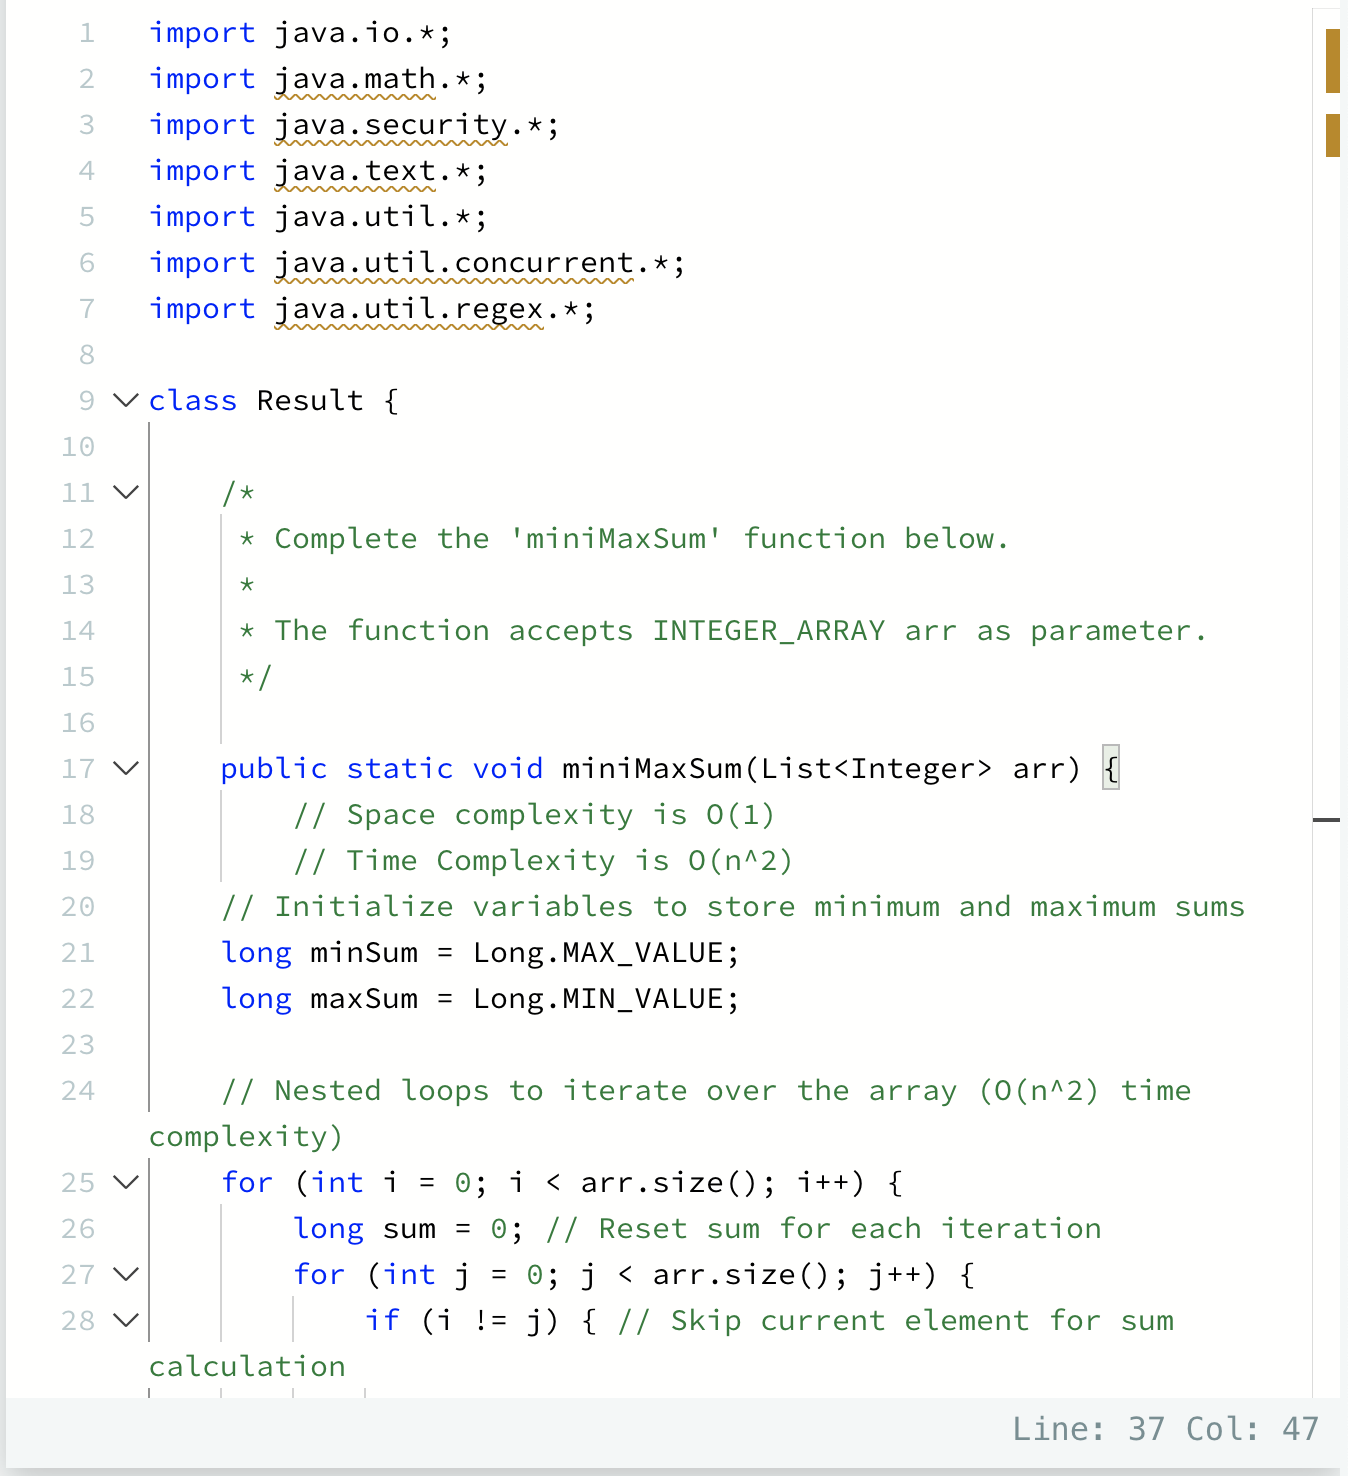 1 import java.io.*;
2 import java.math.*;
3 import java.security.*;
4 import java.text.*;
5 import java.util.*;
6 import java.util.concurrent.*;
7 import java.util.regex.*;
8
9 class Result {
10
11 /*
12 * Complete the 'miniMaxSum' function below.
13 *
14 * The function accepts INTEGER_ARRAY arr as parameter.
15 */
16
17 public static void miniMaxSum(List<Integer> arr) {
18 // Space complexity is O(1)
19 // Time Complexity is O(n^2)
20 // Initialize variables to store minimum and maximum sums
21 long minSum = Long.MAX_VALUE;
22 long maxSum = Long.MIN_VALUE;
23
24 // Nested loops to iterate over the array (O(n^2) time
complexity)
25 for (int i = 0; i < arr.size(); i++) {
26 long sum = 0; // Reset sum for each iteration
27 for (int j = 0; j < arr.size(); j++) {
28 if (i != j) { // Skip current element for sum
calculation
Line: 37 Col: 47